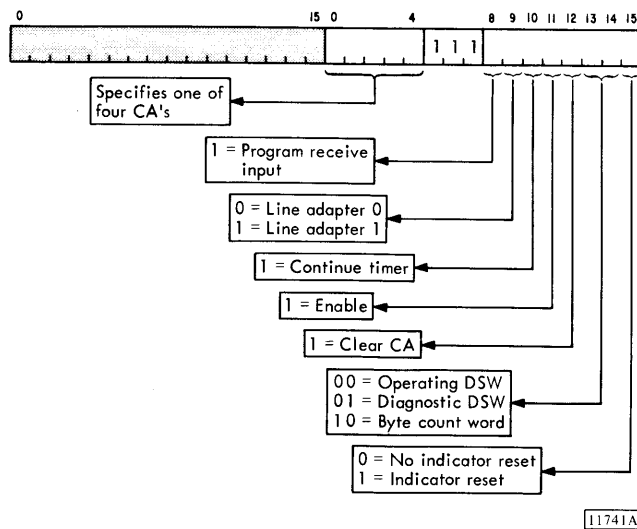 0 15 0 4 8 9 10 11 12 13 14 15
1 1 1
Specifies one of
four CA's
1 = Program receive
input
0 = Line adapter 0
1 = Line adapter 1
1 = Continue timer
1 = Enable
1 = Clear CA
00 = Operating DSW
01 = Diagnostic DSW
10 = Byte count word
0 = No indicator reset
1 = Indicator reset
11741A